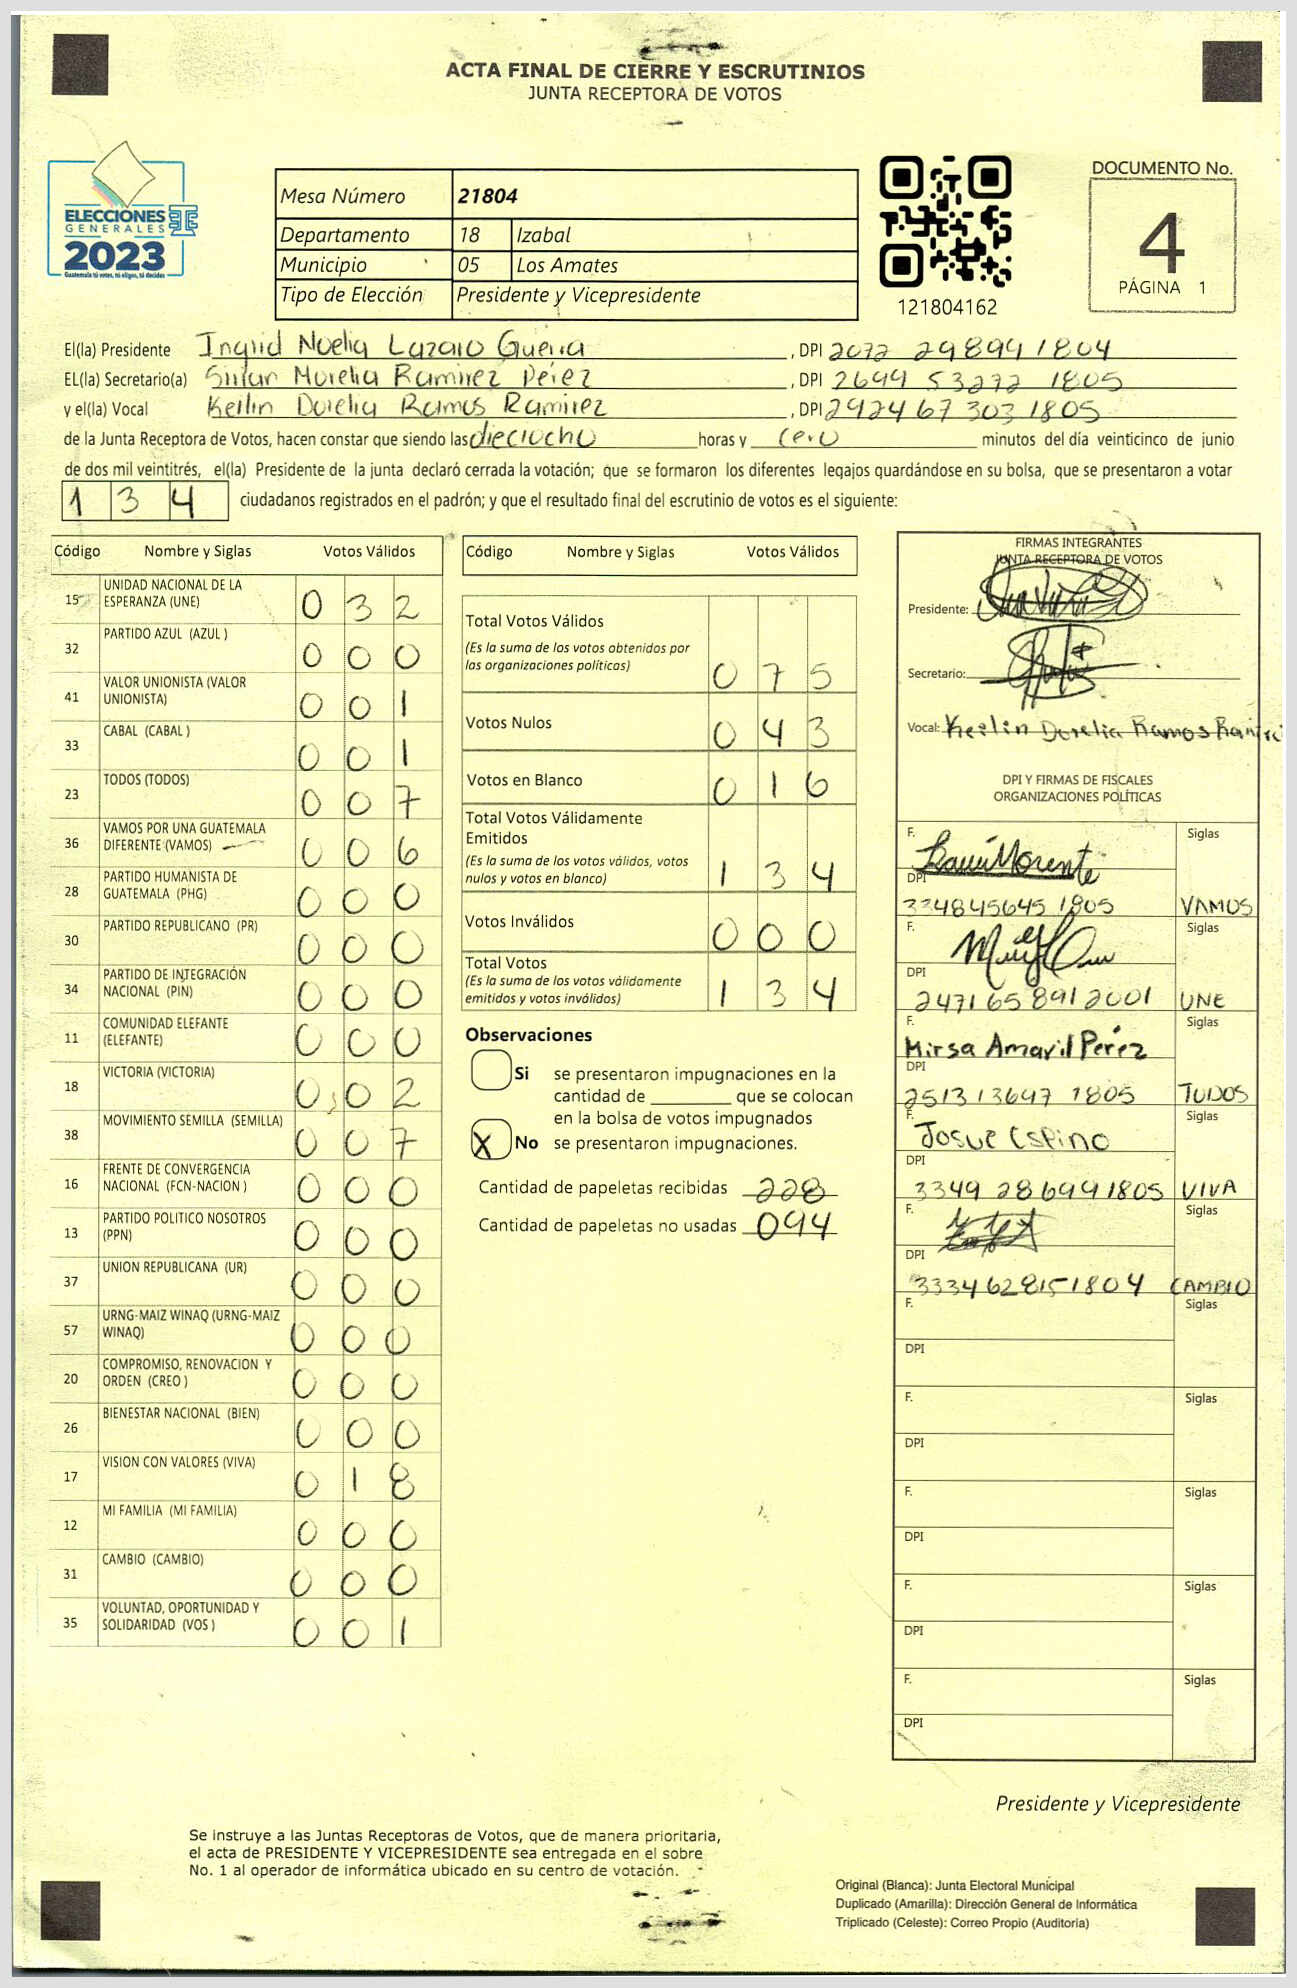 ACTA FINAL DE CIERRE Y ESCRUTINIOS
JUNTA RECEPTORA DE VOTOS
ELECCIONES
GENERALES
2023
Guatemala tú votas, tú eliges, tú decides
Mesa Número 21804
Departamento 18 Izabal
Municipio 05 Los Amates
Tipo de Elección Presidente y Vicepresidente
121804162
DOCUMENTO No.
4
PÁGINA 1
El(la) Presidente Ingrid Noelia Lazaro Guerra , DPI 2072 298941804
EL(la) Secretario(a) Morelia Ramirez Pérez , DPI 2699 53272 1805
y el(la) Vocal Keilin Dorelia Ramos Ramirez , DPI 2924 67 303 1805
de la Junta Receptora de Votos, hacen constar que siendo las dieciocho horas y cero minutos del día veinticinco de junio
de dos mil veintitrés, el(la) Presidente de la junta declaró cerrada la votación; que se formaron los diferentes legajos quardándose en su bolsa, que se presentaron a votar
1 3 4 ciudadanos registrados en el padrón; y que el resultado final del escrutinio de votos es el siguiente:
Código Nombre y Siglas Votos Válidos
15 UNIDAD NACIONAL DE LA
ESPERANZA (UNE) 0 3 2
32 PARTIDO AZUL (AZUL ) 0 0 0
41 VALOR UNIONISTA (VALOR
UNIONISTA) 0 0 1
33 CABAL (CABAL ) 0 0 1
23 TODOS (TODOS) 0 0 7
36 VAMOS POR UNA GUATEMALA
DIFERENTE (VAMOS) 0 0 6
28 PARTIDO HUMANISTA DE
GUATEMALA (PHG) 0 0 0
30 PARTIDO REPUBLICANO (PR) 0 0 0
34 PARTIDO DE INTEGRACIÓN
NACIONAL (PIN) 0 0 0
11 COMUNIDAD ELEFANTE
(ELEFANTE) 0 0 0
18 VICTORIA (VICTORIA) 0 0 2
38 MOVIMIENTO SEMILLA (SEMILLA) 0 0 7
16 FRENTE DE CONVERGENCIA
NACIONAL (FCN-NACION ) 0 0 0
13 PARTIDO POLITICO NOSOTROS
(PPN) 0 0 0
37 UNION REPUBLICANA (UR) 0 0 0
57 URNG-MAIZ WINAQ (URNG-MAIZ
WINAQ) 0 0 0
20 COMPROMISO, RENOVACION Y
ORDEN (CREO ) 0 0 0
26 BIENESTAR NACIONAL (BIEN) 0 0 0
17 VISION CON VALORES (VIVA) 0 1 8
12 MI FAMILIA (MI FAMILIA) 0 0 0
31 CAMBIO (CAMBIO) 0 0 0
35 VOLUNTAD, OPORTUNIDAD Y
SOLIDARIDAD (VOS ) 0 0 1
Código Nombre y Siglas Votos Válidos
Total Votos Válidos
(Es la suma de los votos obtenidos por
las organizaciones políticas) 0 7 5
Votos Nulos 0 4 3
Votos en Blanco 0 1 6
Total Votos Válidamente
Emitidos
(Es la suma de los votos válidos, votos
nulos y votos en blanco) 1 3 4
Votos Inválidos 0 0 0
Total Votos
(Es la suma de los votos válidamente
emitidos y votos inválidos) 1 3 4
Observaciones
Si se presentaron impugnaciones en la
cantidad de ________ que se colocan
en la bolsa de votos impugnados
X No se presentaron impugnaciones.
Cantidad de papeletas recibidas 228
Cantidad de papeletas no usadas 094
FIRMAS INTEGRANTES
JUNTA RECEPTORA DE VOTOS
Presidente:
Secretario:
Vocal: Keilin Dorelia Ramos Ramire
DPI Y FIRMAS DE FISCALES
ORGANIZACIONES POLÍTICAS
F. Siglas
DPI
334845645 1805 VAMOS
F. Siglas
DPI
2471 65 891 2001 UNE
F. Siglas
Mirsa Amavil Perez
DPI
2513 13647 1805 TODOS
F. Siglas
Josue Espino
DPI
3349 28699 1805 VIVA
F. Siglas
DPI
333462815 1804 CAMBIO
F. Siglas
DPI
F. Siglas
DPI
F. Siglas
DPI
F. Siglas
DPI
F. Siglas
DPI
Presidente y Vicepresidente
Se instruye a las Juntas Receptoras de Votos, que de manera prioritaria,
el acta de PRESIDENTE Y VICEPRESIDENTE sea entregada en el sobre
No. 1 al operador de informática ubicado en su centro de votación.
Original (Blanca): Junta Electoral Municipal
Duplicado (Amarilla): Dirección General de Informática
Triplicado (Celeste): Correo Propio (Auditoria)